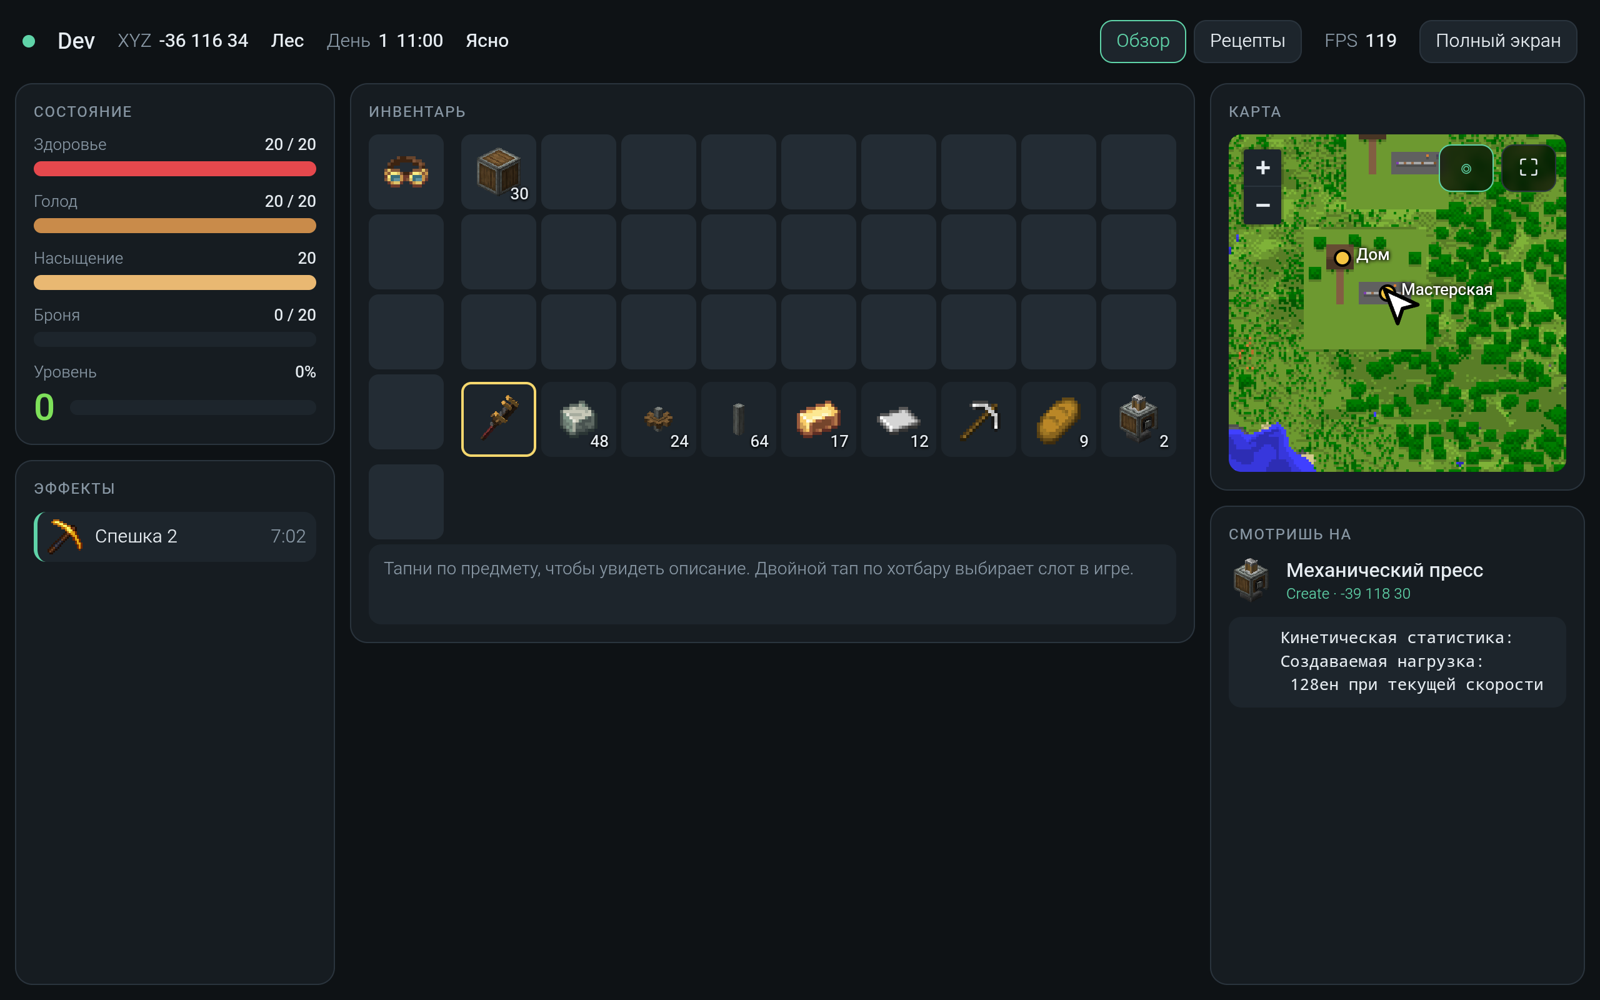 Dev XYZ -36 116 34 Лес День 1 11:00 Ясно
Обзор Рецепты FPS 119 Полный экран
СОСТОЯНИЕ
Здоровье 20 / 20
Голод 20 / 20
Насыщение 20
Броня 0 / 20
Уровень 0%
0
ЭФФЕКТЫ
Спешка 2 7:02
ИНВЕНТАРЬ
30
48 24 64 17 12 9 2
Тапни по предмету, чтобы увидеть описание. Двойной тап по хотбару выбирает слот в игре.
КАРТА
+
−
Дом
Мастерская
СМОТРИШЬ НА
Механический пресс
Create · -39 118 30
Кинетическая статистика:
Создаваемая нагрузка:
128ен при текущей скорости